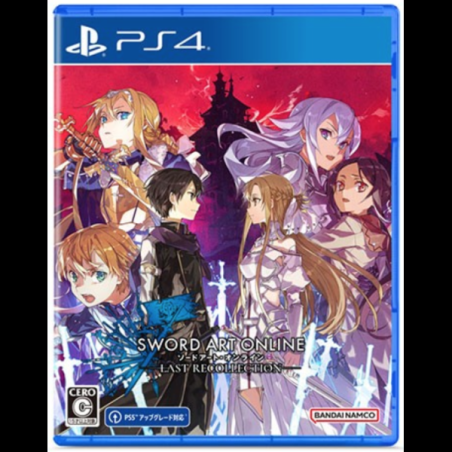 PS4
SWORD ART ONLINE
ソードアート・オンライン
LAST RECOLLECTION
CERO
C
PS5®アップグレード対応
BANDAI NAMCO